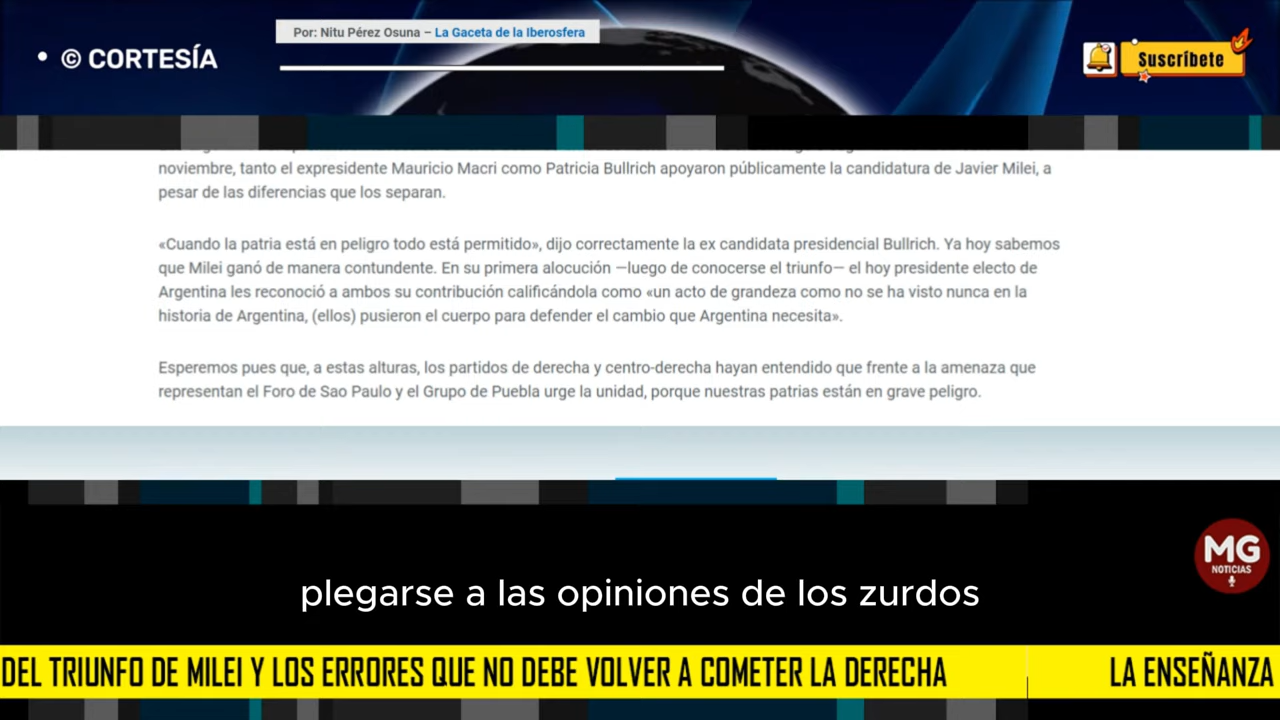 Por: Nitu Pérez Osuna – La Gaceta de la Iberosfera
• © CORTESÍA
Suscríbete
noviembre, tanto el expresidente Mauricio Macri como Patricia Bullrich apoyaron públicamente la candidatura de Javier Milei, a
pesar de las diferencias que los separan.
«Cuando la patria está en peligro todo está permitido», dijo correctamente la ex candidata presidencial Bullrich. Ya hoy sabemos
que Milei ganó de manera contundente. En su primera alocución —luego de conocerse el triunfo— el hoy presidente electo de
Argentina les reconoció a ambos su contribución calificándola como «un acto de grandeza como no se ha visto nunca en la
historia de Argentina, (ellos) pusieron el cuerpo para defender el cambio que Argentina necesita».
Esperemos pues que, a estas alturas, los partidos de derecha y centro-derecha hayan entendido que frente a la amenaza que
representan el Foro de Sao Paulo y el Grupo de Puebla urge la unidad, porque nuestras patrias están en grave peligro.
MG
NOTICIAS
plegarse a las opiniones de los zurdos
DEL TRIUNFO DE MILEI Y LOS ERRORES QUE NO DEBE VOLVER A COMETER LA DERECHA
LA ENSEÑANZA